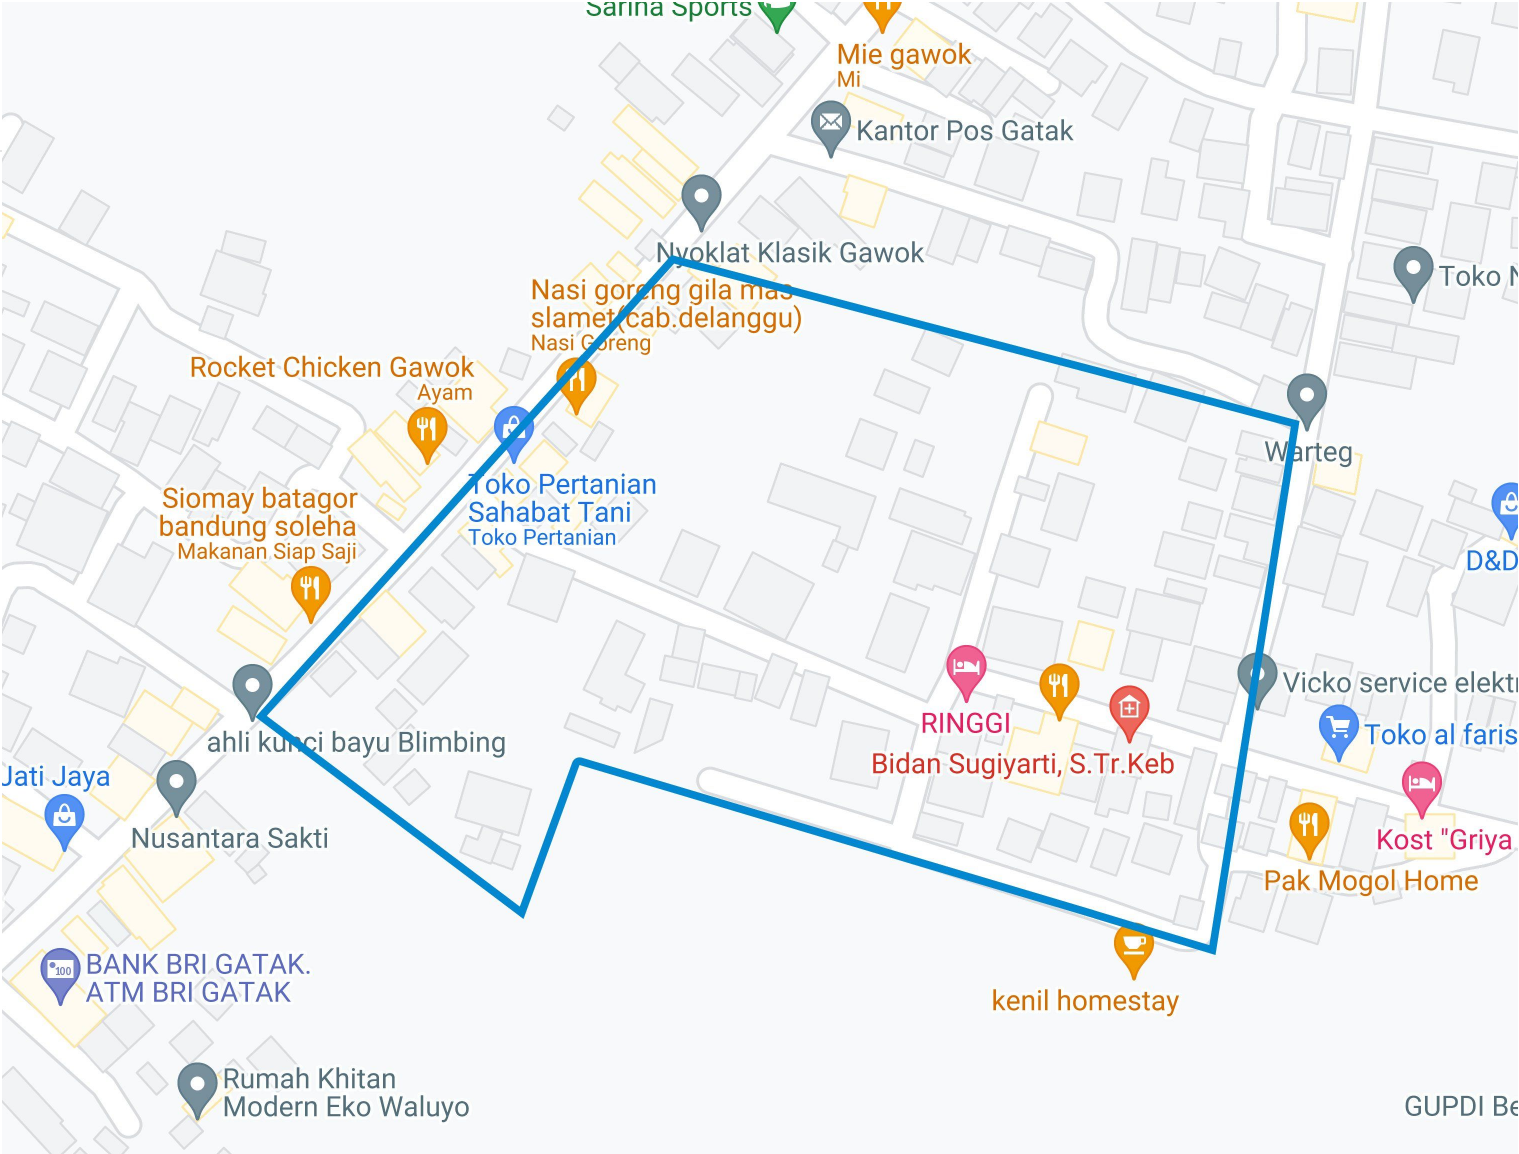 Sarina Sports
Mie gawok
Mi
Kantor Pos Gatak
Nyoklat Klasik Gawok
Toko N
Nasi goreng gila mas
slamet(cab.delanggu)
Nasi Goreng
Rocket Chicken Gawok
Ayam
Warteg
Toko Pertanian
Sahabat Tani
Toko Pertanian
Siomay batagor
bandung soleha
Makanan Siap Saji
D&D
Vicko service elektr
RINGGI
Toko al faris
ahli kunci bayu Blimbing
Bidan Sugiyarti, S.Tr.Keb
Jati Jaya
Nusantara Sakti
Kost "Griya
Pak Mogol Home
BANK BRI GATAK.
ATM BRI GATAK
100
kenil homestay
Rumah Khitan
Modern Eko Waluyo
GUPDI Be